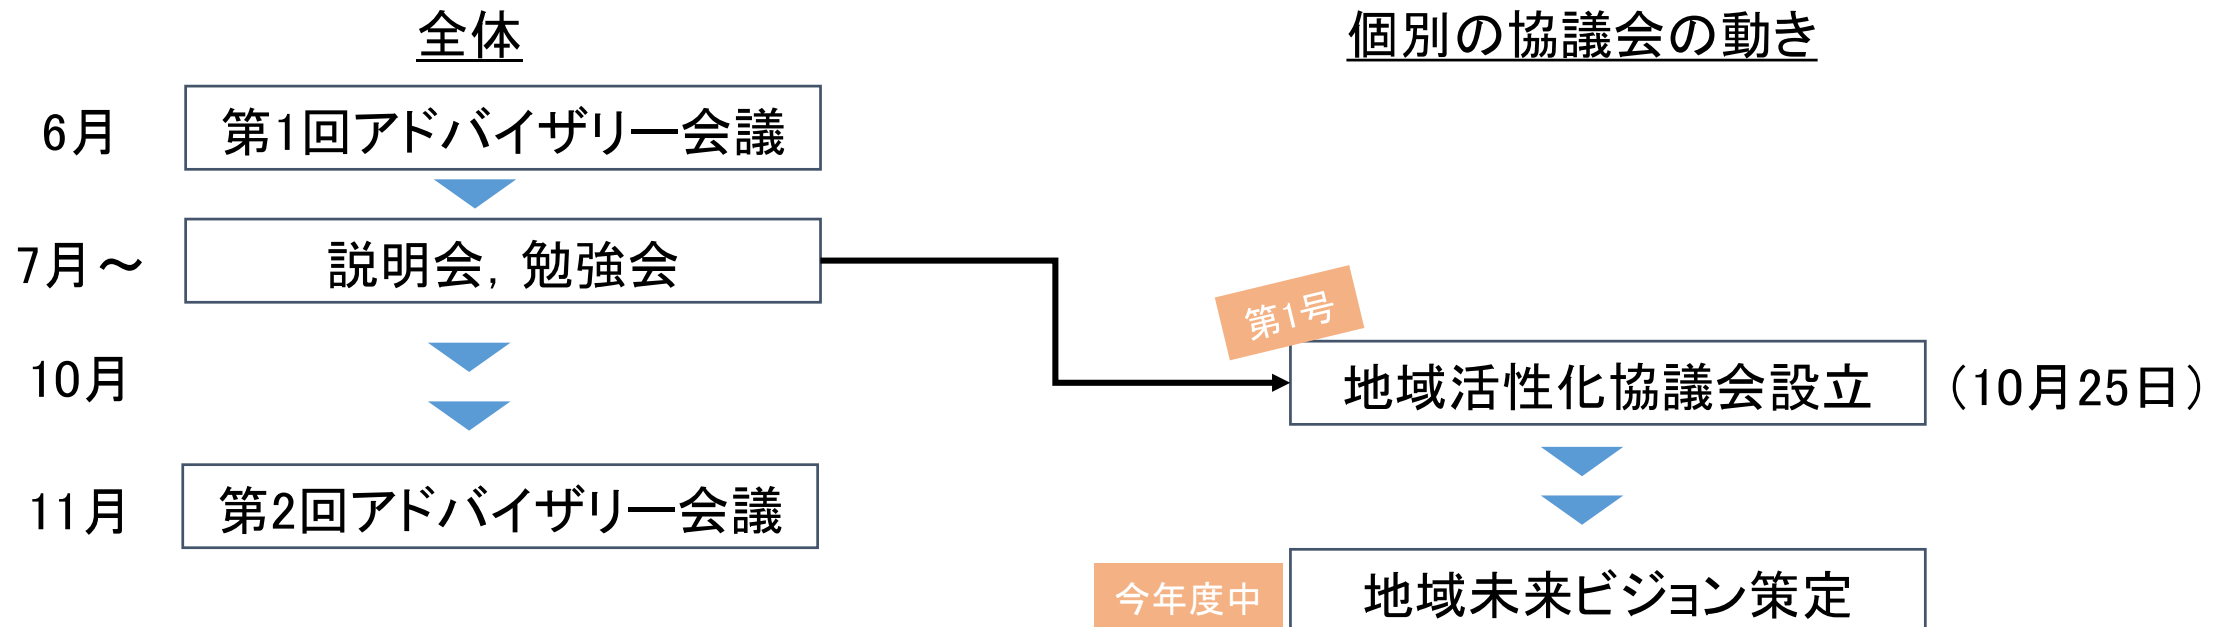 全体
個別の協議会の動き
6月
第1回アドバイザリー会議
7月～
説明会，勉強会
第1号
10月
地域活性化協議会設立
（10月25日）
11月
第2回アドバイザリー会議
今年度中
地域未来ビジョン策定